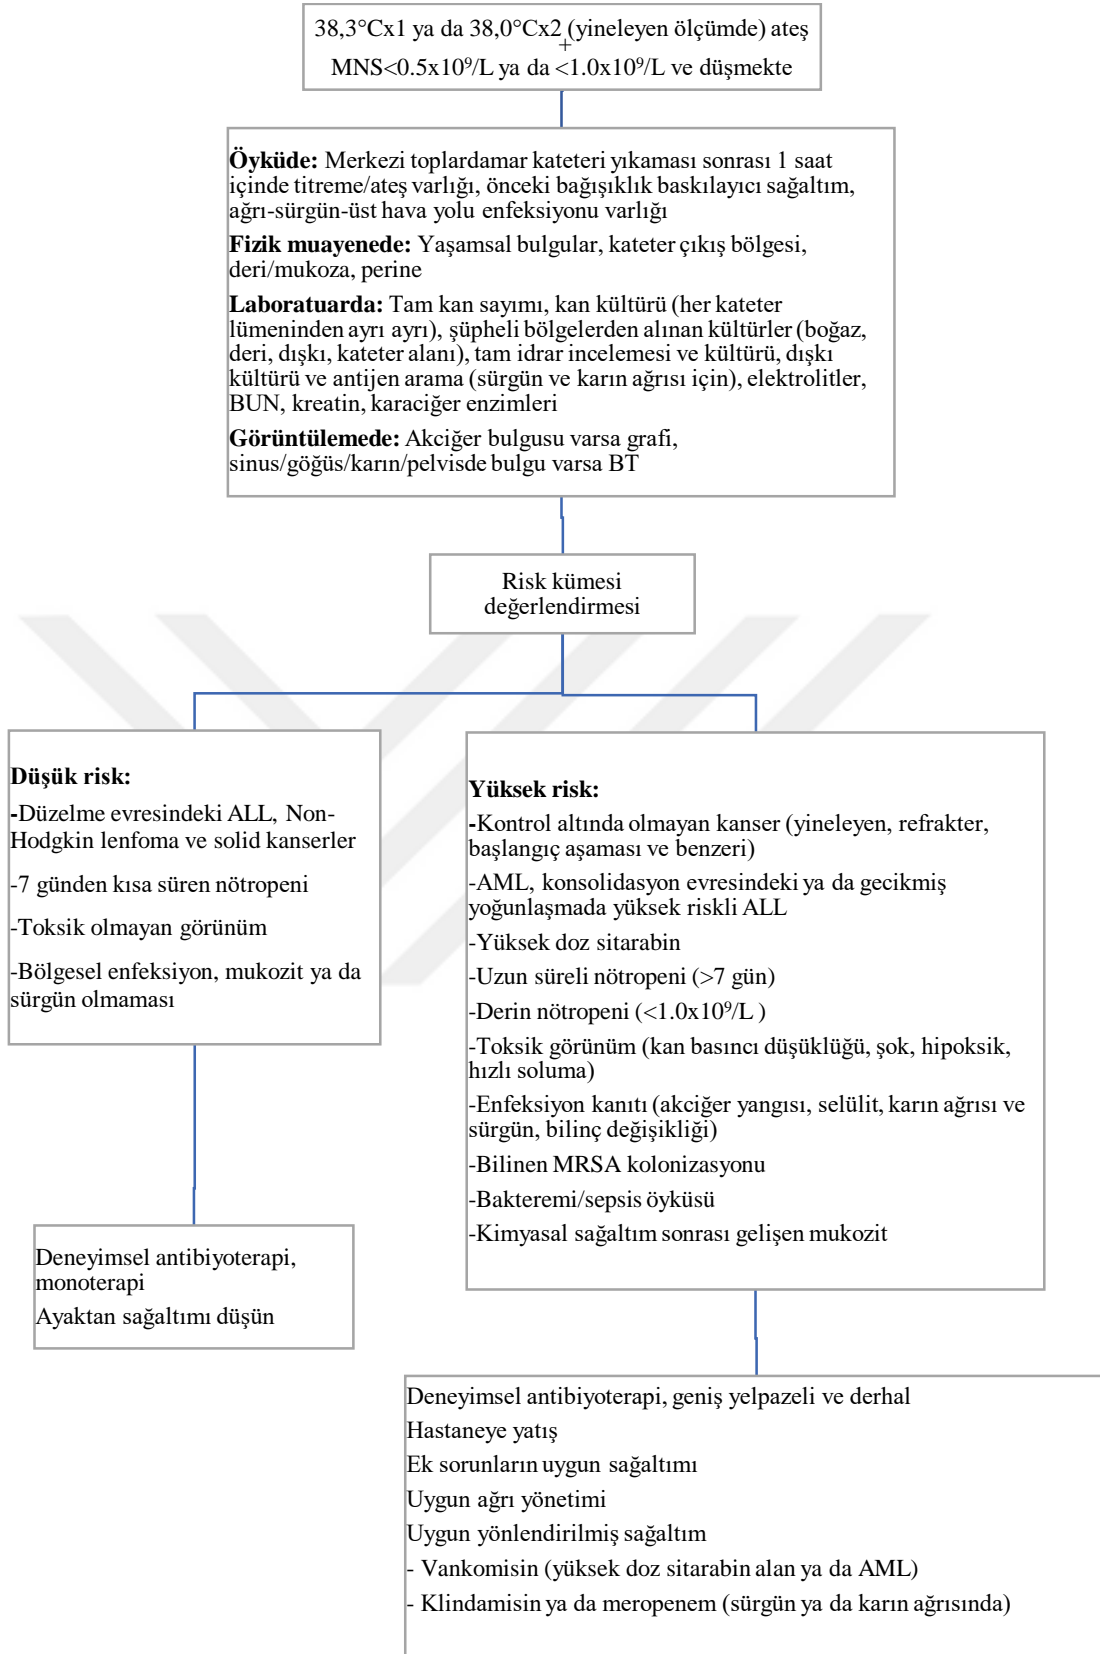 38,3°Cx1 ya da 38,0°Cx2 (yineleyen ölçümde) ateş
+
MNS<0.5x10⁹/L ya da <1.0x10⁹/L ve düşmekte
Öyküde: Merkezi toplardamar kateteri yıkaması sonrası 1 saat
içinde titreme/ateş varlığı, önceki bağışıklık baskılayıcı sağaltım,
ağrı-sürgün-üst hava yolu enfeksiyonu varlığı
Fizik muayenede: Yaşamsal bulgular, kateter çıkış bölgesi,
deri/mukoza, perine
Laboratuarda: Tam kan sayımı, kan kültürü (her kateter
lümeninden ayrı ayrı), şüpheli bölgelerden alınan kültürler (boğaz,
deri, dışkı, kateter alanı), tam idrar incelemesi ve kültürü, dışkı
kültürü ve antijen arama (sürgün ve karın ağrısı için), elektrolitler,
BUN, kreatin, karaciğer enzimleri
Görüntülemede: Akciğer bulgusu varsa grafi,
sinus/göğüs/karın/pelvisde bulgu varsa BT
Risk kümesi
değerlendirmesi
Düşük risk:
-Düzelme evresindeki ALL, Non-
Hodgkin lenfoma ve solid kanserler
-7 günden kısa süren nötropeni
-Toksik olmayan görünüm
-Bölgesel enfeksiyon, mukozit ya da
sürgün olmaması
Yüksek risk:
-Kontrol altında olmayan kanser (yineleyen, refrakter,
başlangıç aşaması ve benzeri)
-AML, konsolidasyon evresindeki ya da gecikmiş
yoğunlaşmada yüksek riskli ALL
-Yüksek doz sitarabin
-Uzun süreli nötropeni (>7 gün)
-Derin nötropeni (<1.0x10⁹/L )
-Toksik görünüm (kan basıncı düşüklüğü, şok, hipoksik,
hızlı soluma)
-Enfeksiyon kanıtı (akciğer yangısı, selülit, karın ağrısı ve
sürgün, bilinç değişikliği)
-Bilinen MRSA kolonizasyonu
-Bakteremi/sepsis öyküsü
-Kimyasal sağaltım sonrası gelişen mukozit
Deneyimsel antibiyoterapi,
monoterapi
Ayaktan sağaltımı düşün
Deneyimsel antibiyoterapi, geniş yelpazeli ve derhal
Hastaneye yatış
Ek sorunların uygun sağaltımı
Uygun ağrı yönetimi
Uygun yönlendirilmiş sağaltım
- Vankomisin (yüksek doz sitarabin alan ya da AML)
- Klindamisin ya da meropenem (sürgün ya da karın ağrısında)